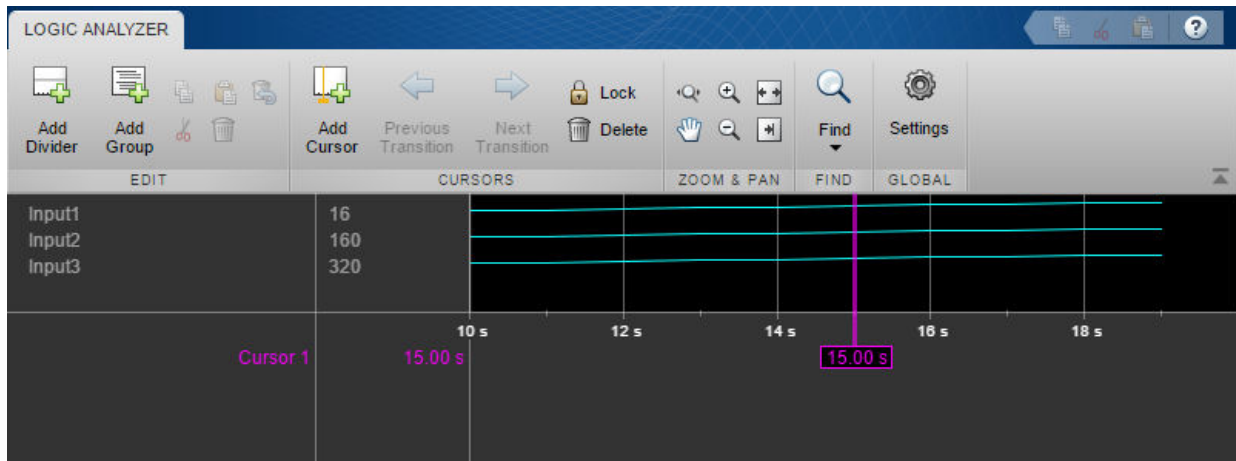 LOGIC ANALYZER
?
Add Divider
Add Group
Add Cursor
Previous Transition
Next Transition
Lock
Delete
Find
Settings
EDIT
CURSORS
ZOOM & PAN
FIND
GLOBAL
Input1 16
Input2 160
Input3 320
10 s 12 s 14 s 16 s 18 s
Cursor 1 15.00 s 15.00 s